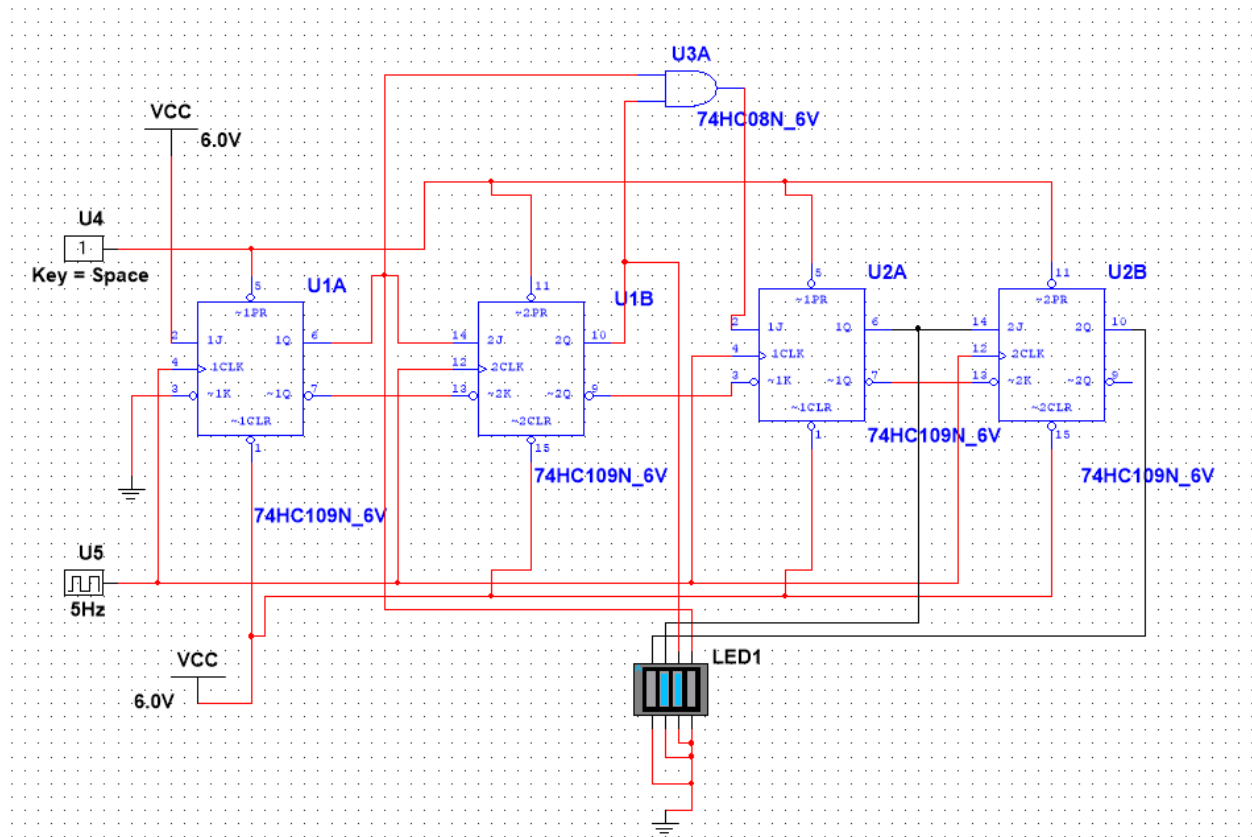 U3A
74HC08N_6V
VCC
6.0V
U4
1
Key = Space
U1A
5
~1PR
2
1J
1Q
6
4
1CLK
3
~1K
~1Q
7
~1CLR
1
74HC109N_6V
U1B
11
~2PR
14
2J
2Q
10
12
2CLK
13
~2K
~2Q
9
~2CLR
15
74HC109N_6V
U2A
5
~1PR
2
1J
1Q
6
4
1CLK
3
~1K
~1Q
7
~1CLR
1
74HC109N_6V
U2B
11
~2PR
14
2J
2Q
10
12
2CLK
13
~2K
~2Q
9
~2CLR
15
74HC109N_6V
U5
5Hz
VCC
6.0V
LED1